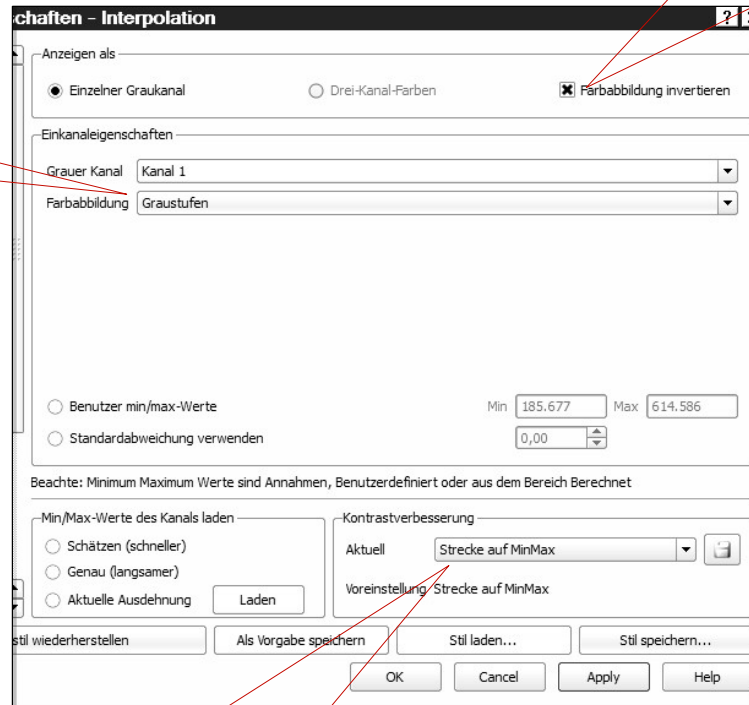 chaften - Interpolation
Anzeigen als
Einzelner Graukanal Drei-Kanal-Farben Farbabbildung invertieren
Einkanaleigenschaften
Grauer Kanal Kanal 1
Farbabbildung Graustufen
Benutzer min/max-Werte Min 185.677 Max 614.586
Standardabweichung verwenden 0,00
Beachte: Minimum Maximum Werte sind Annahmen, Benutzerdefiniert oder aus dem Bereich Berechnet
Min/Max-Werte des Kanals laden Kontrastverbesserung
Schätzen (schneller)
Aktuell Strecke auf MinMax
Genau (langsamer)
Voreinstellung Strecke auf MinMax
Aktuelle Ausdehnung Laden
stil wiederherstellen Als Vorgabe speichern Stil laden... Stil speichern...
OK Cancel Apply Help